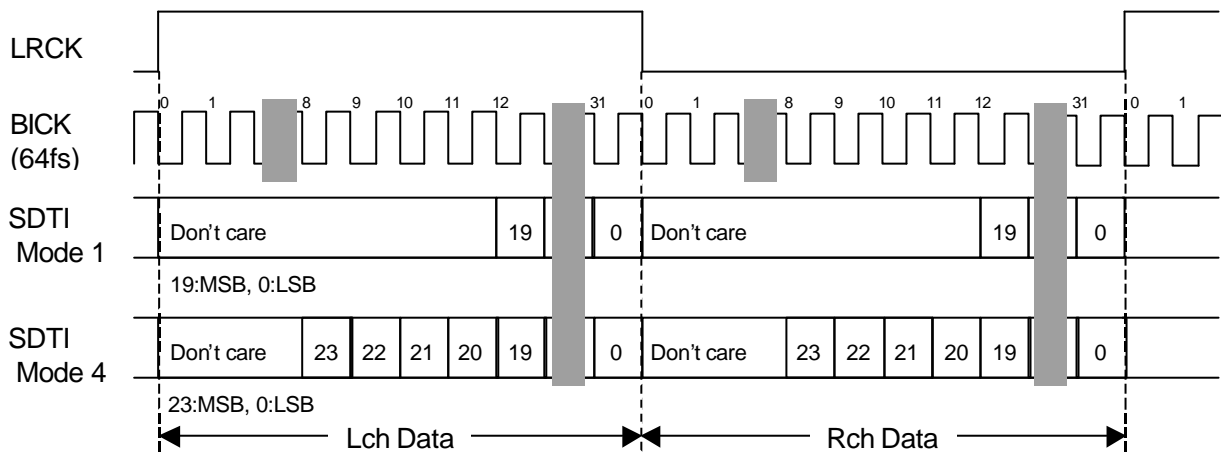 LRCK
0 1 8 9 10 11 12 31 0 1 8 9 10 11 12 31 0 1
BICK
(64fs)
SDTI
Mode 1
Don't care 19 0 Don't care 19 0
19:MSB, 0:LSB
SDTI
Mode 4
Don't care 23 22 21 20 19 0 Don't care 23 22 21 20 19 0
23:MSB, 0:LSB
Lch Data Rch Data